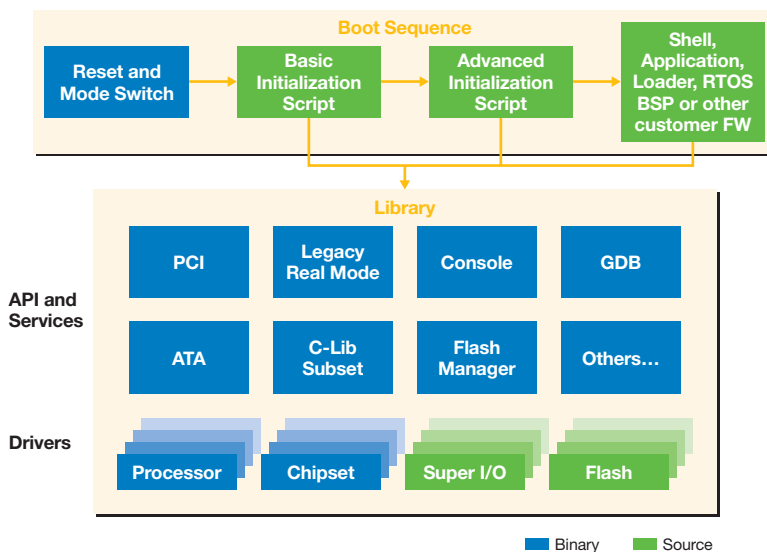 Boot Sequence
Reset and
Mode Switch
Basic
Initialization
Script
Advanced
Initialization
Script
Shell,
Application,
Loader, RTOS
BSP or other
customer FW
Library
API and
Services
PCI
Legacy
Real Mode
Console
GDB
ATA
C-Lib
Subset
Flash
Manager
Others…
Drivers
Processor
Chipset
Super I/O
Flash
Binary
Source